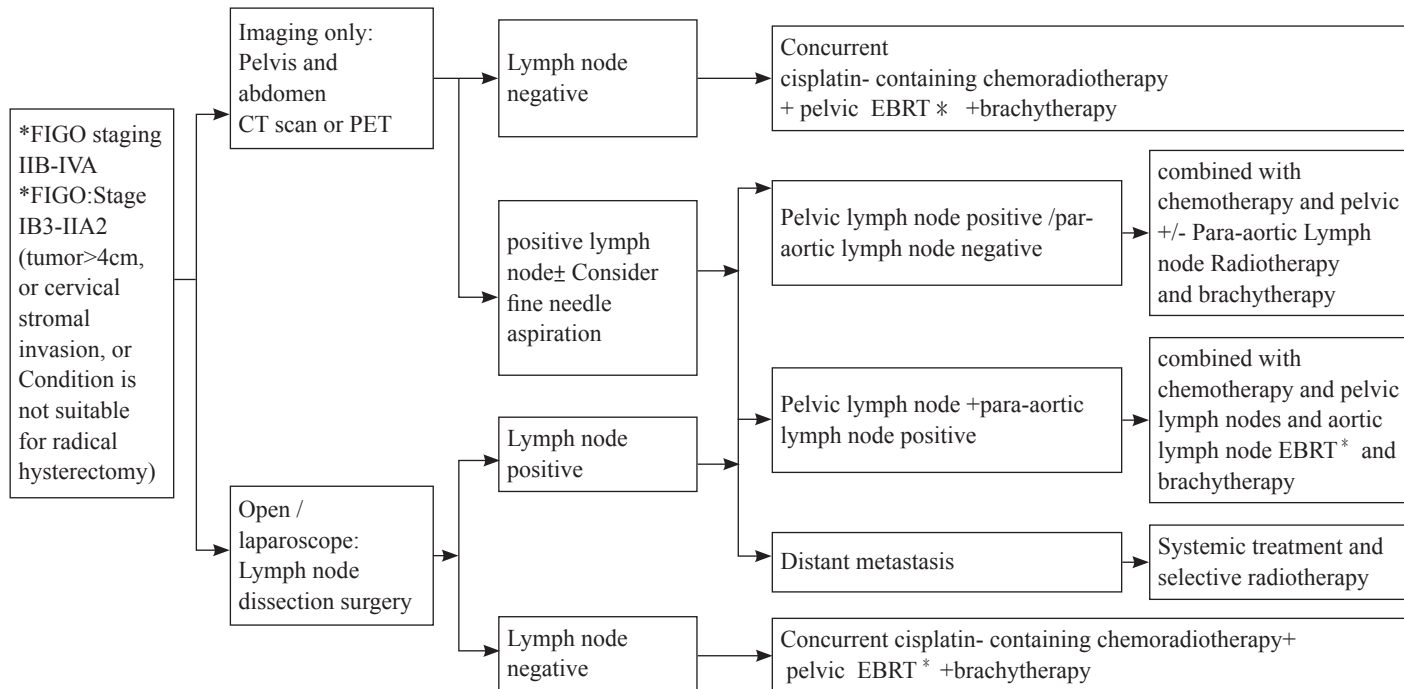 *FIGO staging
IIB-IVA
*FIGO:Stage
IB3-IIA2
(tumor>4cm,
or cervical
stromal
invasion, or
Condition is
not suitable
for radical
hysterectomy)
Imaging only:
Pelvis and
abdomen
CT scan or PET
Open /
laparoscope:
Lymph node
dissection surgery
Lymph node
negative
positive lymph
node± Consider
fine needle
aspiration
Lymph node
positive
Lymph node
negative
Concurrent
cisplatin- containing chemoradiotherapy
+ pelvic EBRT * +brachytherapy
Pelvic lymph node positive /par-
aortic lymph node negative
combined with
chemotherapy and pelvic
+/- Para-aortic Lymph
node Radiotherapy
and brachytherapy
Pelvic lymph node +para-aortic
lymph node positive
combined with
chemotherapy and pelvic
lymph nodes and aortic
lymph node EBRT * and
brachytherapy
Distant metastasis
Systemic treatment and
selective radiotherapy
Concurrent cisplatin- containing chemoradiotherapy+
pelvic EBRT * +brachytherapy